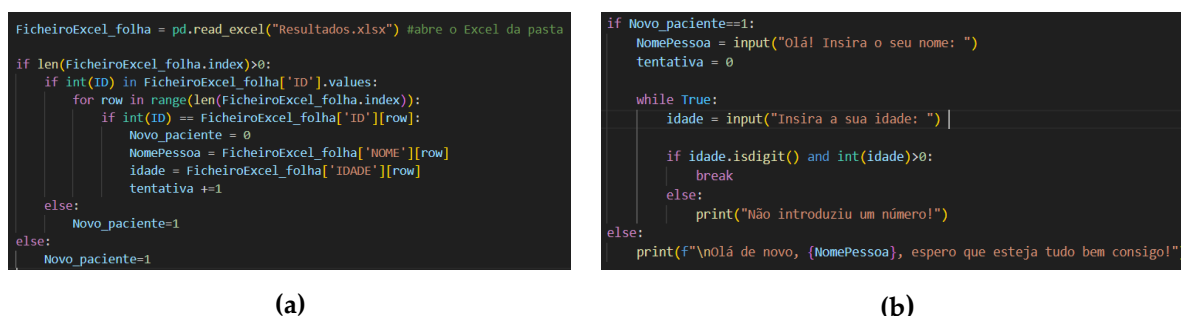 FicheiroExcel_folha = pd.read_excel("Resultados.xlsx") #abre o Excel da pasta
if len(FicheiroExcel_folha.index)>0:
if int(ID) in FicheiroExcel_folha['ID'].values:
for row in range(len(FicheiroExcel_folha.index)):
if int(ID) == FicheiroExcel_folha['ID'][row]:
Novo_paciente = 0
NomePessoa = FicheiroExcel_folha['NOME'][row]
idade = FicheiroExcel_folha['IDADE'][row]
tentativa +=1
else:
Novo_paciente=1
else:
Novo_paciente=1
(a)
if Novo_paciente==1:
NomePessoa = input("Olá! Insira o seu nome: ")
tentativa = 0
while True:
idade = input("Insira a sua idade: ")
if idade.isdigit() and int(idade)>0:
break
else:
print("Não introduziu um número!")
else:
print(f"\nOlá de novo, {NomePessoa}, espero que esteja tudo bem consigo!")
(b)